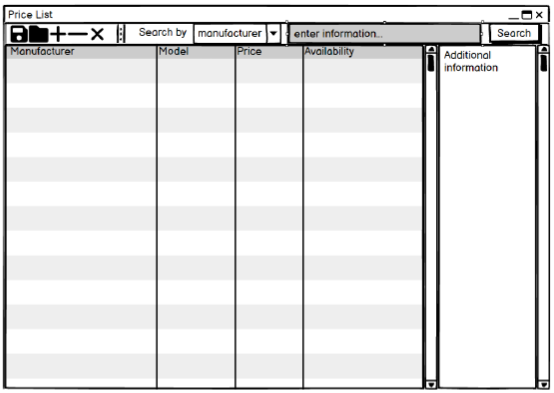 Price List
Search by manufacturer enter information... Search
Manufacturer Model Price Availability
Additional
information